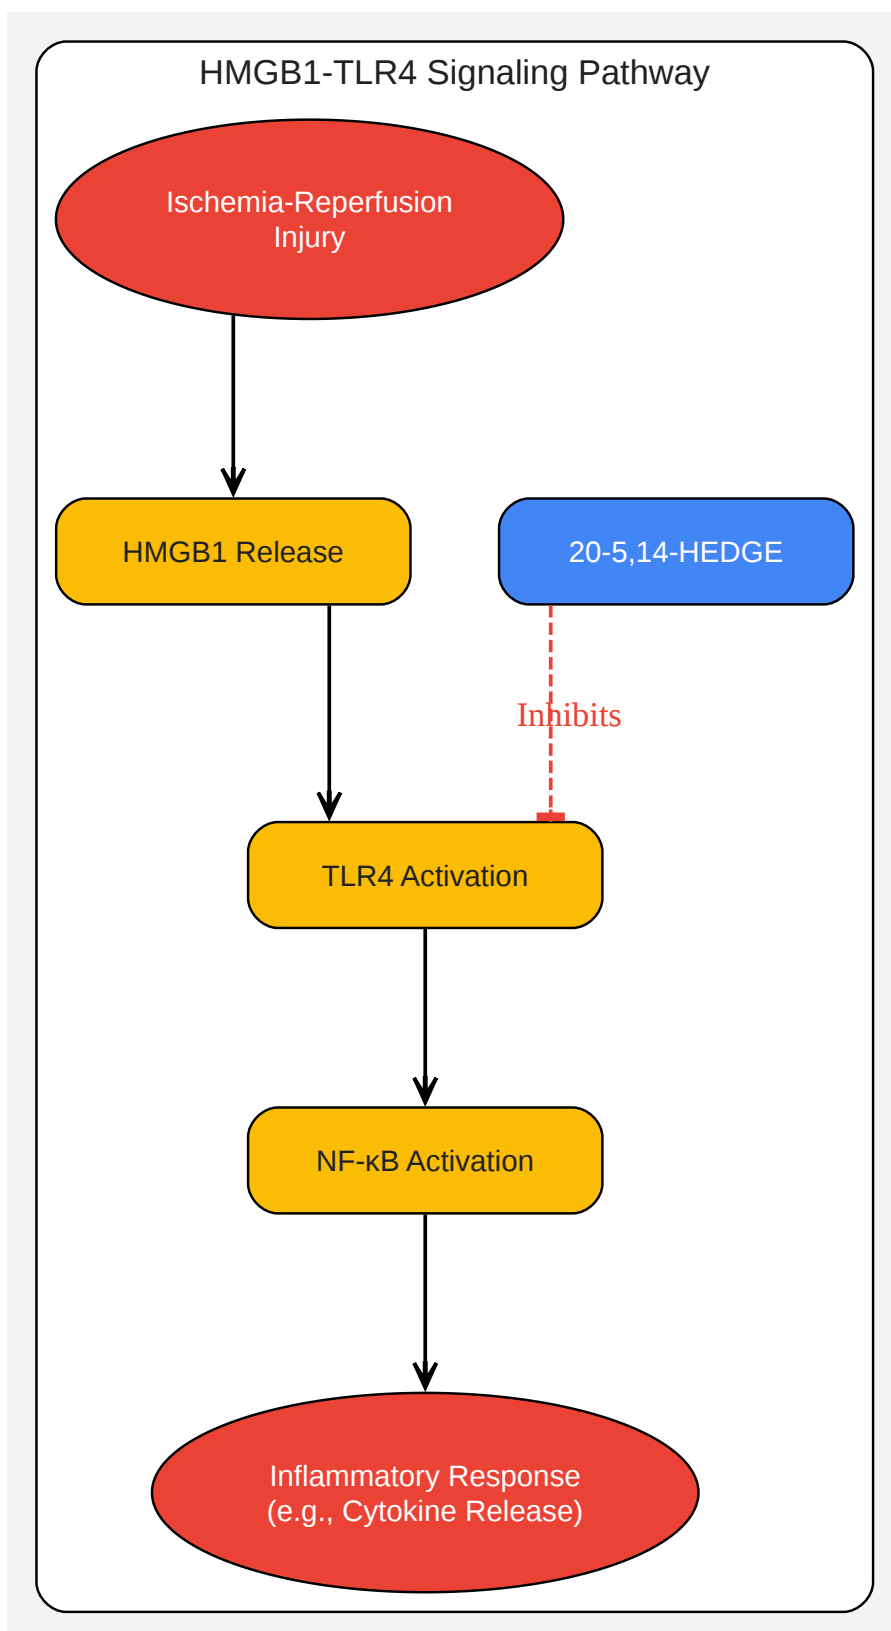 HMGB1-TLR4 Signaling Pathway
Ischemia-Reperfusion
Injury
HMGB1 Release
20-5,14-HEDGE
Inhibits
TLR4 Activation
NF-κB Activation
Inflammatory Response
(e.g., Cytokine Release)